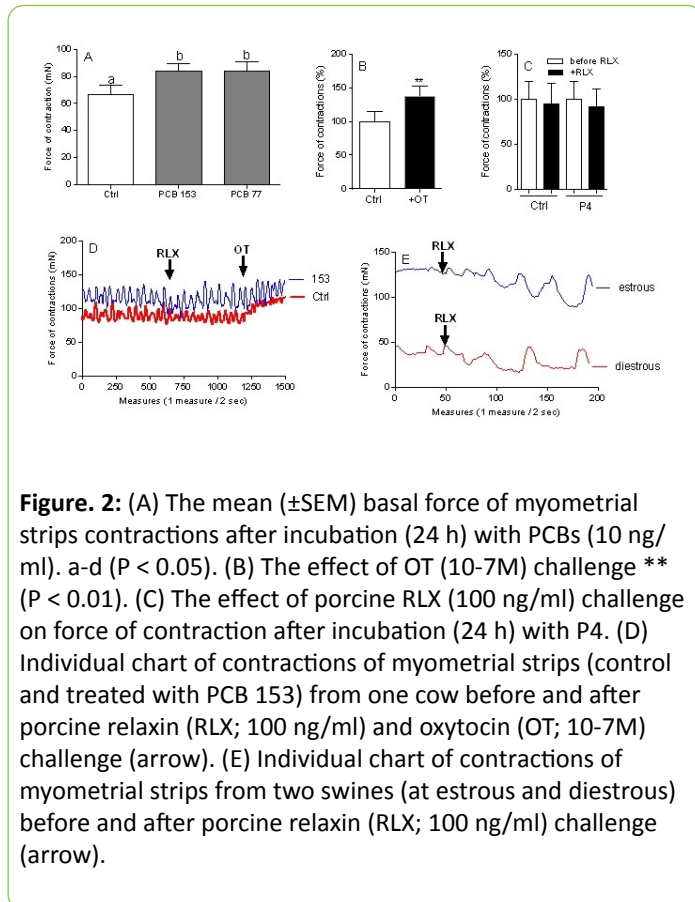 A
Force of contraction (mN)
100
80
60
40
20
0
a
b
b
Ctrl
PCB 153
PCB 77
B
Force of contractions (%)
200
150
100
50
0
**
Ctrl
+OT
C
Force of contractions (%)
150
100
50
0
before RLX
+RLX
Ctrl
P4
D
Force of contractions (mN)
200
150
100
50
0
RLX
OT
153
Ctrl
0 250 500 750 1000 1250 1500
Measures (1 measure / 2 sec)
E
Force of contractions (mN)
150
100
50
0
RLX
estrous
RLX
diestrous
0 50 100 150 200
Measures (1 measure / 2 sec)
Figure. 2: (A) The mean (±SEM) basal force of myometrial
strips contractions after incubation (24 h) with PCBs (10 ng/
ml). a-d (P < 0.05). (B) The effect of OT (10-7M) challenge **
(P < 0.01). (C) The effect of porcine RLX (100 ng/ml) challenge
on force of contraction after incubation (24 h) with P4. (D)
Individual chart of contractions of myometrial strips (control
and treated with PCB 153) from one cow before and after
porcine relaxin (RLX; 100 ng/ml) and oxytocin (OT; 10-7M)
challenge (arrow). (E) Individual chart of contractions of
myometrial strips from two swines (at estrous and diestrous)
before and after porcine relaxin (RLX; 100 ng/ml) challenge
(arrow).